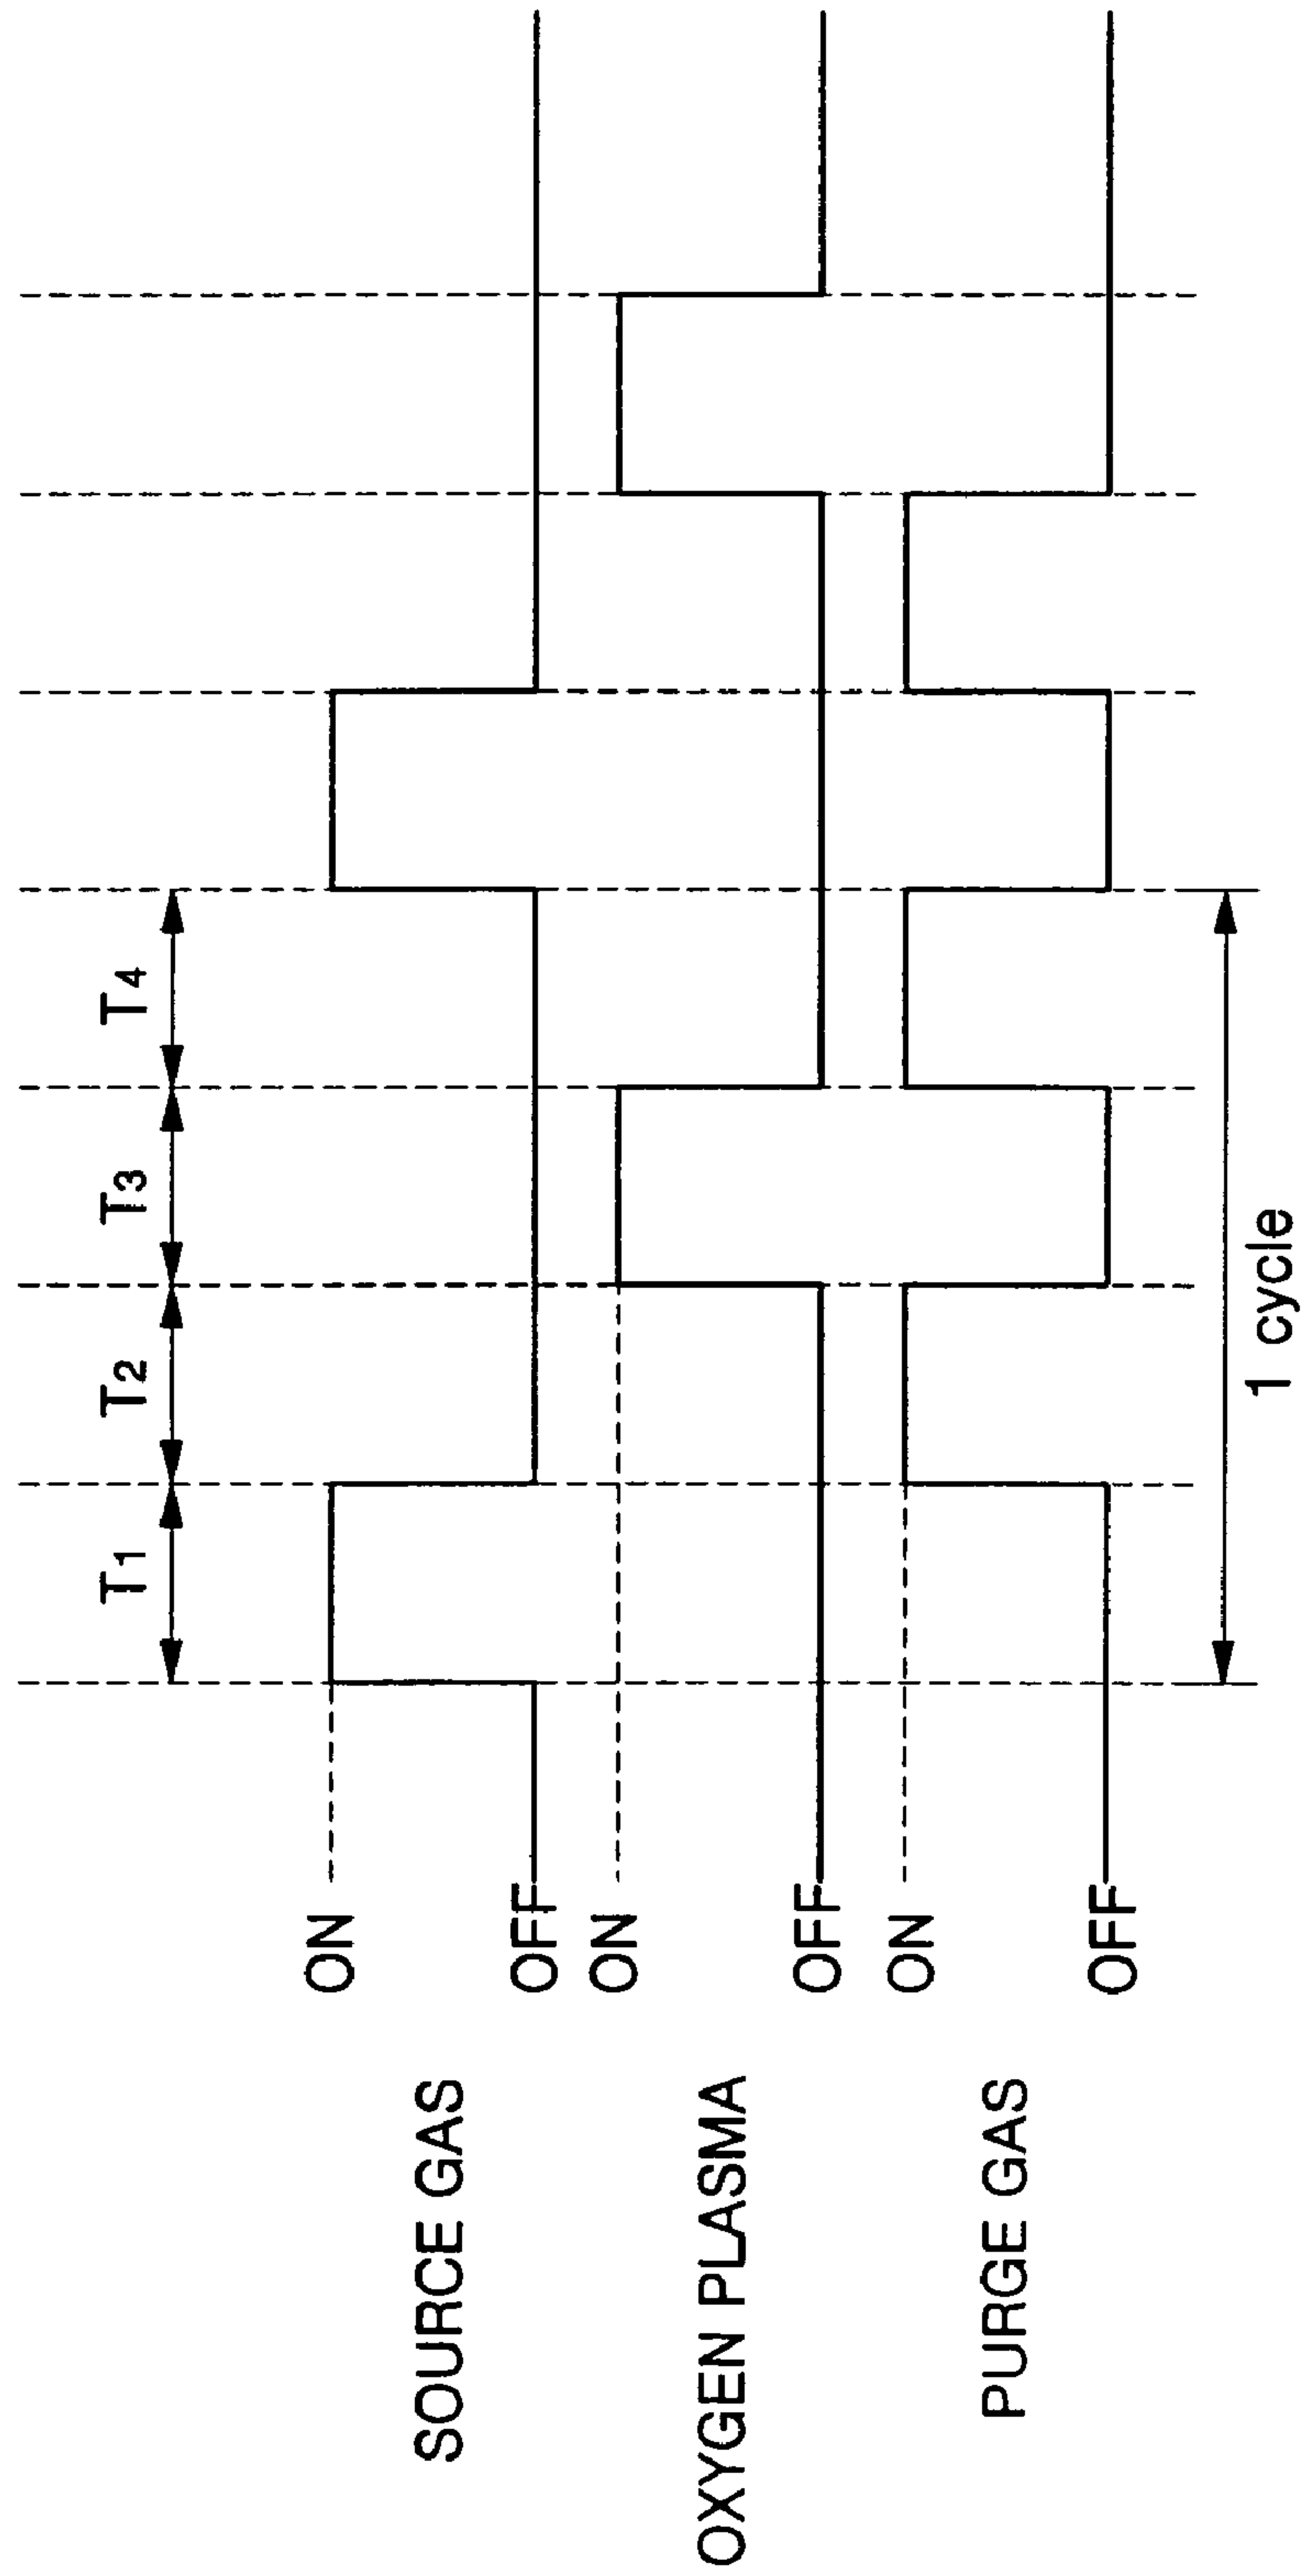 T1 T2 T3 T4
SOURCE GAS
ON
OFF
OXYGEN PLASMA
ON
OFF
PURGE GAS
ON
OFF
1 cycle